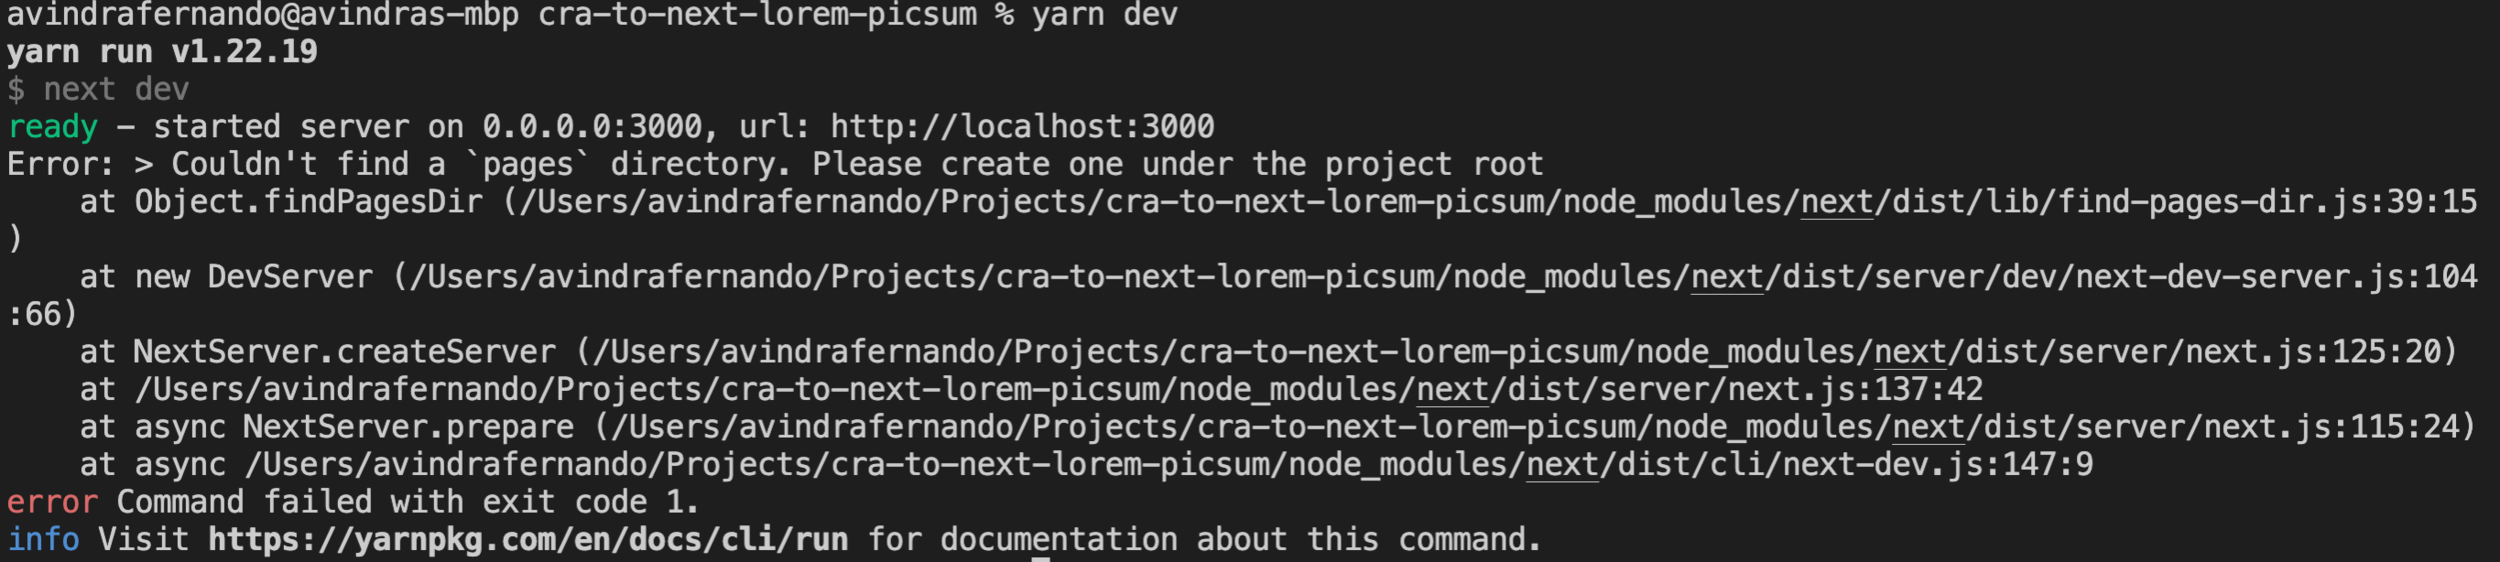 avindrafernando@avindras-mbp cra-to-next-lorem-picsum % yarn dev
yarn run v1.22.19
$ next dev
ready - started server on 0.0.0.0:3000, url: http://localhost:3000
Error: > Couldn't find a `pages` directory. Please create one under the project root
    at Object.findPagesDir (/Users/avindrafernando/Projects/cra-to-next-lorem-picsum/node_modules/next/dist/lib/find-pages-dir.js:39:15
)
    at new DevServer (/Users/avindrafernando/Projects/cra-to-next-lorem-picsum/node_modules/next/dist/server/dev/next-dev-server.js:104
:66)
    at NextServer.createServer (/Users/avindrafernando/Projects/cra-to-next-lorem-picsum/node_modules/next/dist/server/next.js:125:20)
    at /Users/avindrafernando/Projects/cra-to-next-lorem-picsum/node_modules/next/dist/server/next.js:137:42
    at async NextServer.prepare (/Users/avindrafernando/Projects/cra-to-next-lorem-picsum/node_modules/next/dist/server/next.js:115:24)
    at async /Users/avindrafernando/Projects/cra-to-next-lorem-picsum/node_modules/next/dist/cli/next-dev.js:147:9
error Command failed with exit code 1.
info Visit https://yarnpkg.com/en/docs/cli/run for documentation about this command.